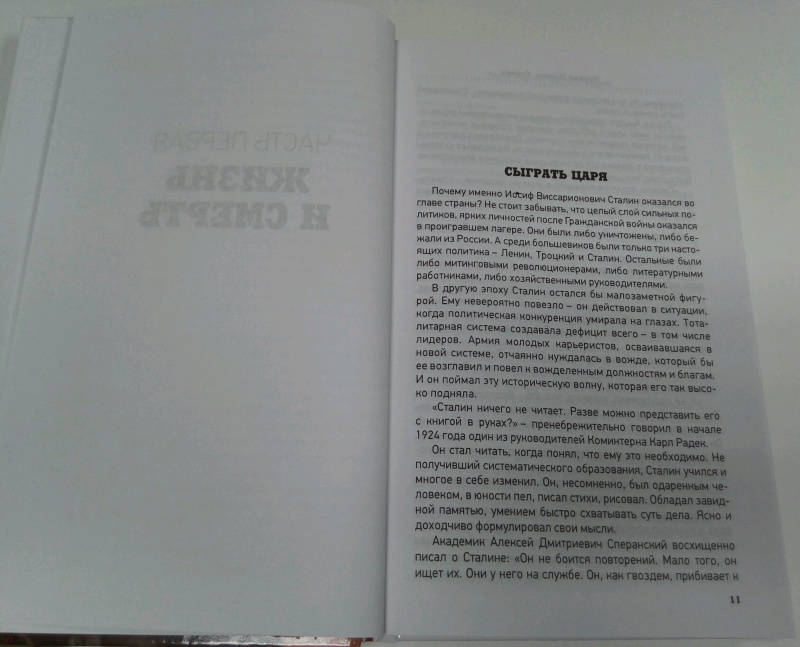 ЧАСТЬ ПЕРВАЯ
ЖИЗНЬ
И СМЕРТЬ
СЫГРАТЬ ЦАРЯ
Почему именно Иосиф Виссарионович Сталин оказался во
главе страны? Не стоит забывать, что целый слой сильных по-
литиков, ярких личностей после Гражданской войны оказался
в проигравшем лагере. Они были либо уничтожены, либо бе-
жали из России. А среди большевиков были только три насто-
ящих политика – Ленин, Троцкий и Сталин. Остальные были
либо митинговыми революционерами, либо литературными
работниками, либо хозяйственными руководителями.
В другую эпоху Сталин остался бы малозаметной фигу-
рой. Ему невероятно повезло – он действовал в ситуации,
когда политическая конкуренция умирала на глазах. Тота-
литарная система создавала дефицит всего – в том числе
лидеров. Армия молодых карьеристов, осваивавшаяся в
новой системе, отчаянно нуждалась в вожде, который бы
ее возглавил и повел к вожделенным должностям и благам.
И он поймал эту историческую волну, которая его так высо-
ко подняла.
«Сталин ничего не читает. Разве можно представить его
с книгой в руках?» – пренебрежительно говорил в начале
1924 года один из руководителей Коминтерна Карл Радек.
Он стал читать, когда понял, что ему это необходимо. Не
получивший систематического образования, Сталин учился и
многое в себе изменил. Он, несомненно, был одаренным че-
ловеком, в юности пел, писал стихи, рисовал. Обладал завид-
ной памятью, умением быстро схватывать суть дела. Ясно и
доходчиво формулировал свои мысли.
Академик Алексей Дмитриевич Сперанский восхищенно
писал о Сталине: «Он не боится повторений. Мало того, он
ищет их. Они у него на службе. Он, как гвоздем, прибивает к
11